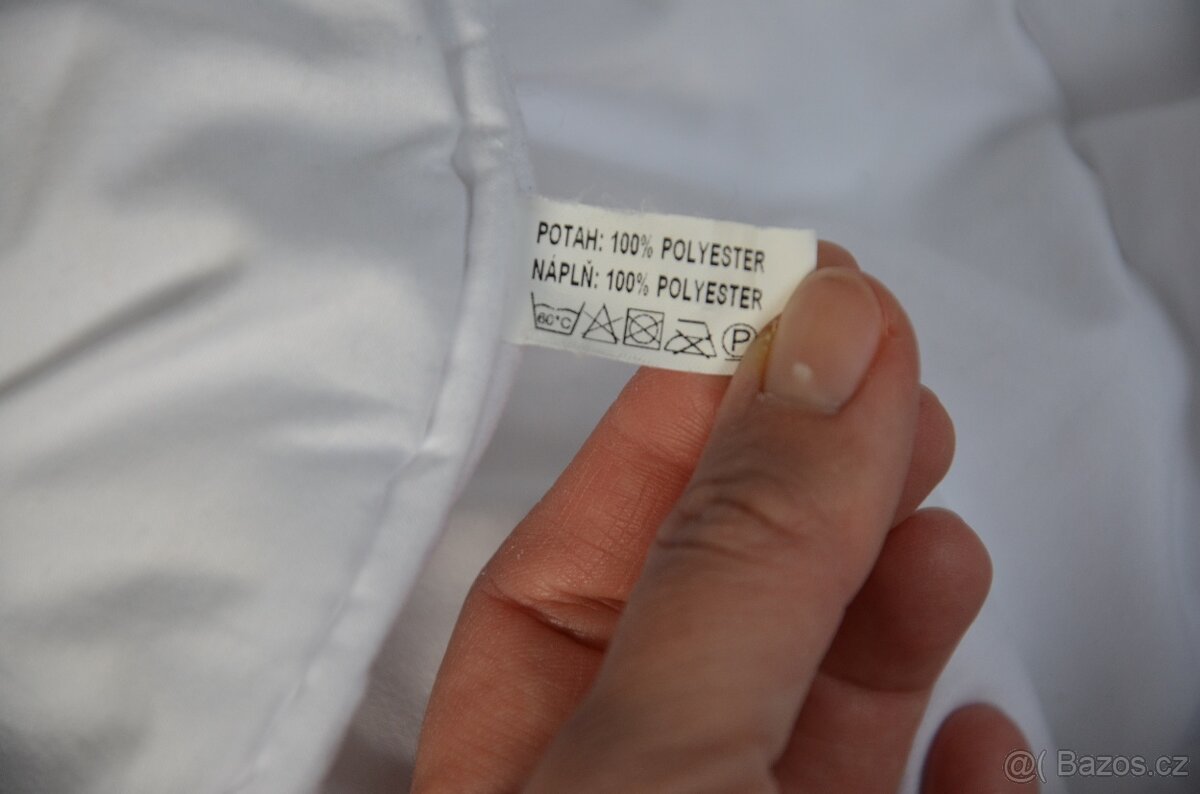 POTAH: 100% POLYESTER
NÁPLŇ: 100% POLYESTER
60°C P
@( Bazos.cz